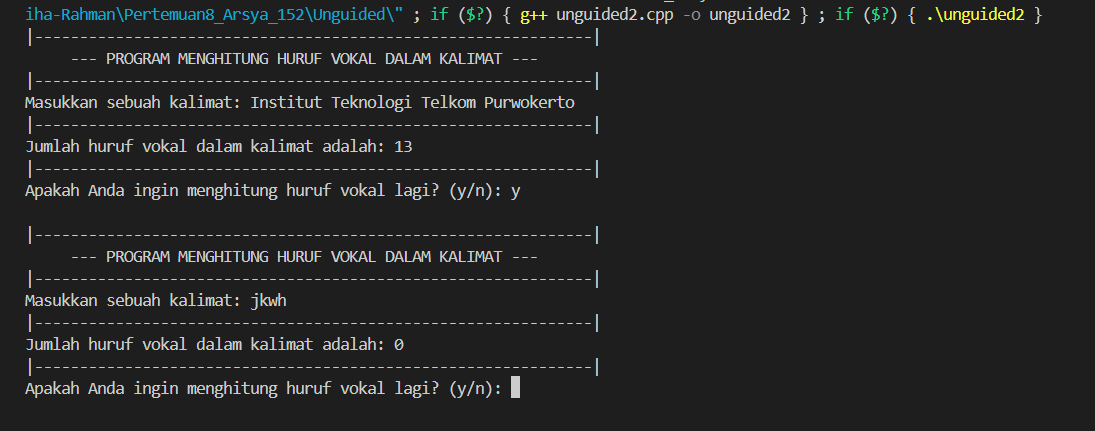 iha-Rahman\Pertemuan8_Arsya_152\Unguided\" ; if ($?) { g++ unguided2.cpp -o unguided2 } ; if ($?) { .\unguided2 }
|--------------------------------------------------------------|
--- PROGRAM MENGHITUNG HURUF VOKAL DALAM KALIMAT ---
|--------------------------------------------------------------|
Masukkan sebuah kalimat: Institut Teknologi Telkom Purwokerto
|--------------------------------------------------------------|
Jumlah huruf vokal dalam kalimat adalah: 13
|--------------------------------------------------------------|
Apakah Anda ingin menghitung huruf vokal lagi? (y/n): y
|--------------------------------------------------------------|
--- PROGRAM MENGHITUNG HURUF VOKAL DALAM KALIMAT ---
|--------------------------------------------------------------|
Masukkan sebuah kalimat: jkwh
|--------------------------------------------------------------|
Jumlah huruf vokal dalam kalimat adalah: 0
|--------------------------------------------------------------|
Apakah Anda ingin menghitung huruf vokal lagi? (y/n):